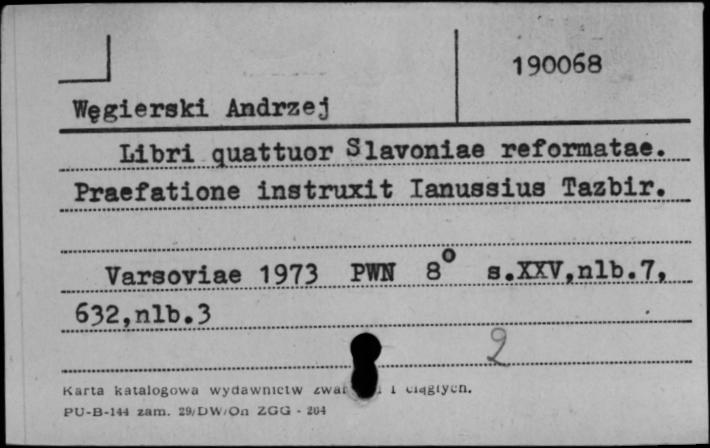 190068
Węgierski Andrzej
Libri quattuor Slavoniae reformatae.
Praefatione instruxit Ianussius Tazbir.
Varsoviae 1973 PWN 8° s.XXV,nlb.7,
632,nlb.3
2
Karta katalogowa wydawnictw i ciągłych.
PU-B-144 zam. 29/DW/On ZGG - 204